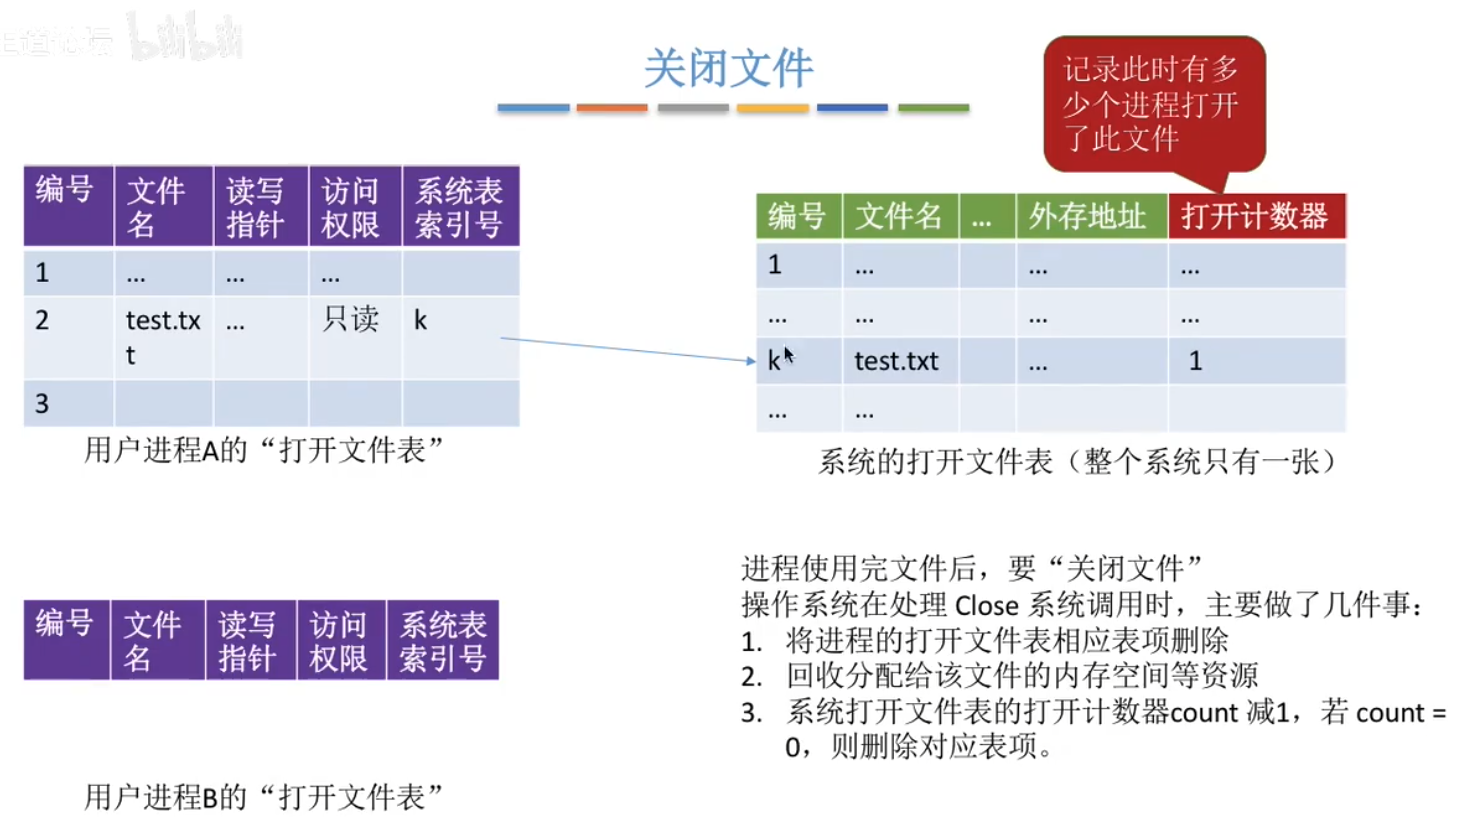 bilibili
关闭文件
记录此时有多
少个进程打开
了此文件
编号 文件名 读写指针 访问权限 系统表索引号
1 ... ... ...
2 test.txt ... 只读 k
3
用户进程A的“打开文件表”
编号 文件名 ... 外存地址 打开计数器
1 ... ... ...
... ... ... ...
k test.txt ... 1
... ...
系统的打开文件表（整个系统只有一张）
进程使用完文件后，要“关闭文件”
操作系统在处理 Close 系统调用时，主要做了几件事：
1. 将进程的打开文件表相应表项删除
2. 回收分配给该文件的内存空间等资源
3. 系统打开文件表的打开计数器count 减1，若 count =
0，则删除对应表项。
编号 文件名 读写指针 访问权限 系统表索引号
用户进程B的“打开文件表”